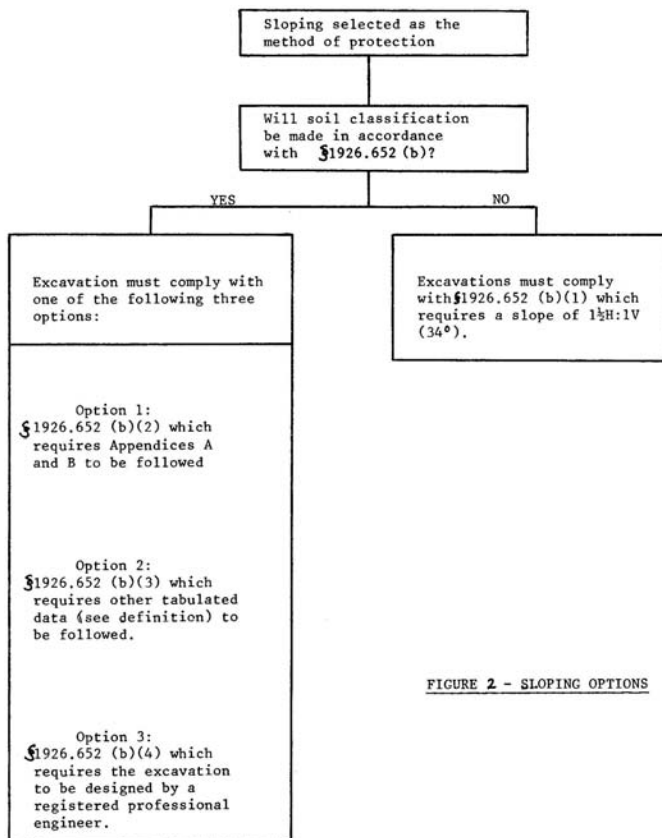 Sloping selected as the
method of protection
Will soil classification
be made in accordance
with §1926.652 (b)?
YES
NO
Excavation must comply with
one of the following three
options:
Excavations must comply
with §1926.652 (b)(1) which
requires a slope of 1½H:1V
(34°).
Option 1:
§1926.652 (b)(2) which
requires Appendices A
and B to be followed
Option 2:
§1926.652 (b)(3) which
requires other tabulated
data (see definition) to
be followed.
Option 3:
§1926.652 (b)(4) which
requires the excavation
to be designed by a
registered professional
engineer.
FIGURE 2 - SLOPING OPTIONS